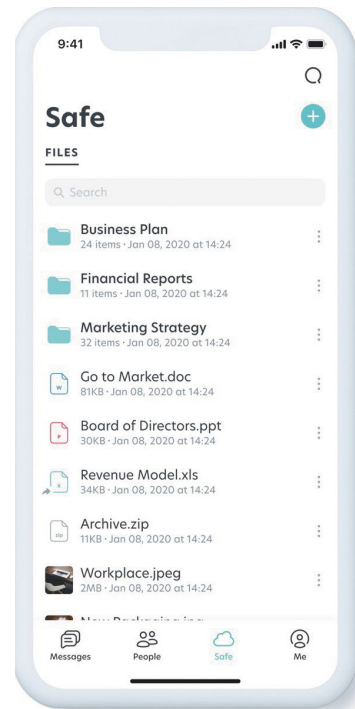 9:41
Safe
FILES
Search
Business Plan
24 items · Jan 08, 2020 at 14:24
Financial Reports
11 items · Jan 08, 2020 at 14:24
Marketing Strategy
32 items · Jan 08, 2020 at 14:24
Go to Market.doc
W
81KB · Jan 08, 2020 at 14:24
Board of Directors.ppt
P
30KB · Jan 08, 2020 at 14:24
Revenue Model.xls
X
34KB · Jan 08, 2020 at 14:24
Archive.zip
zip
11KB · Jan 08, 2020 at 14:24
Workplace.jpeg
2MB · Jan 08, 2020 at 14:24
Messages People Safe Me